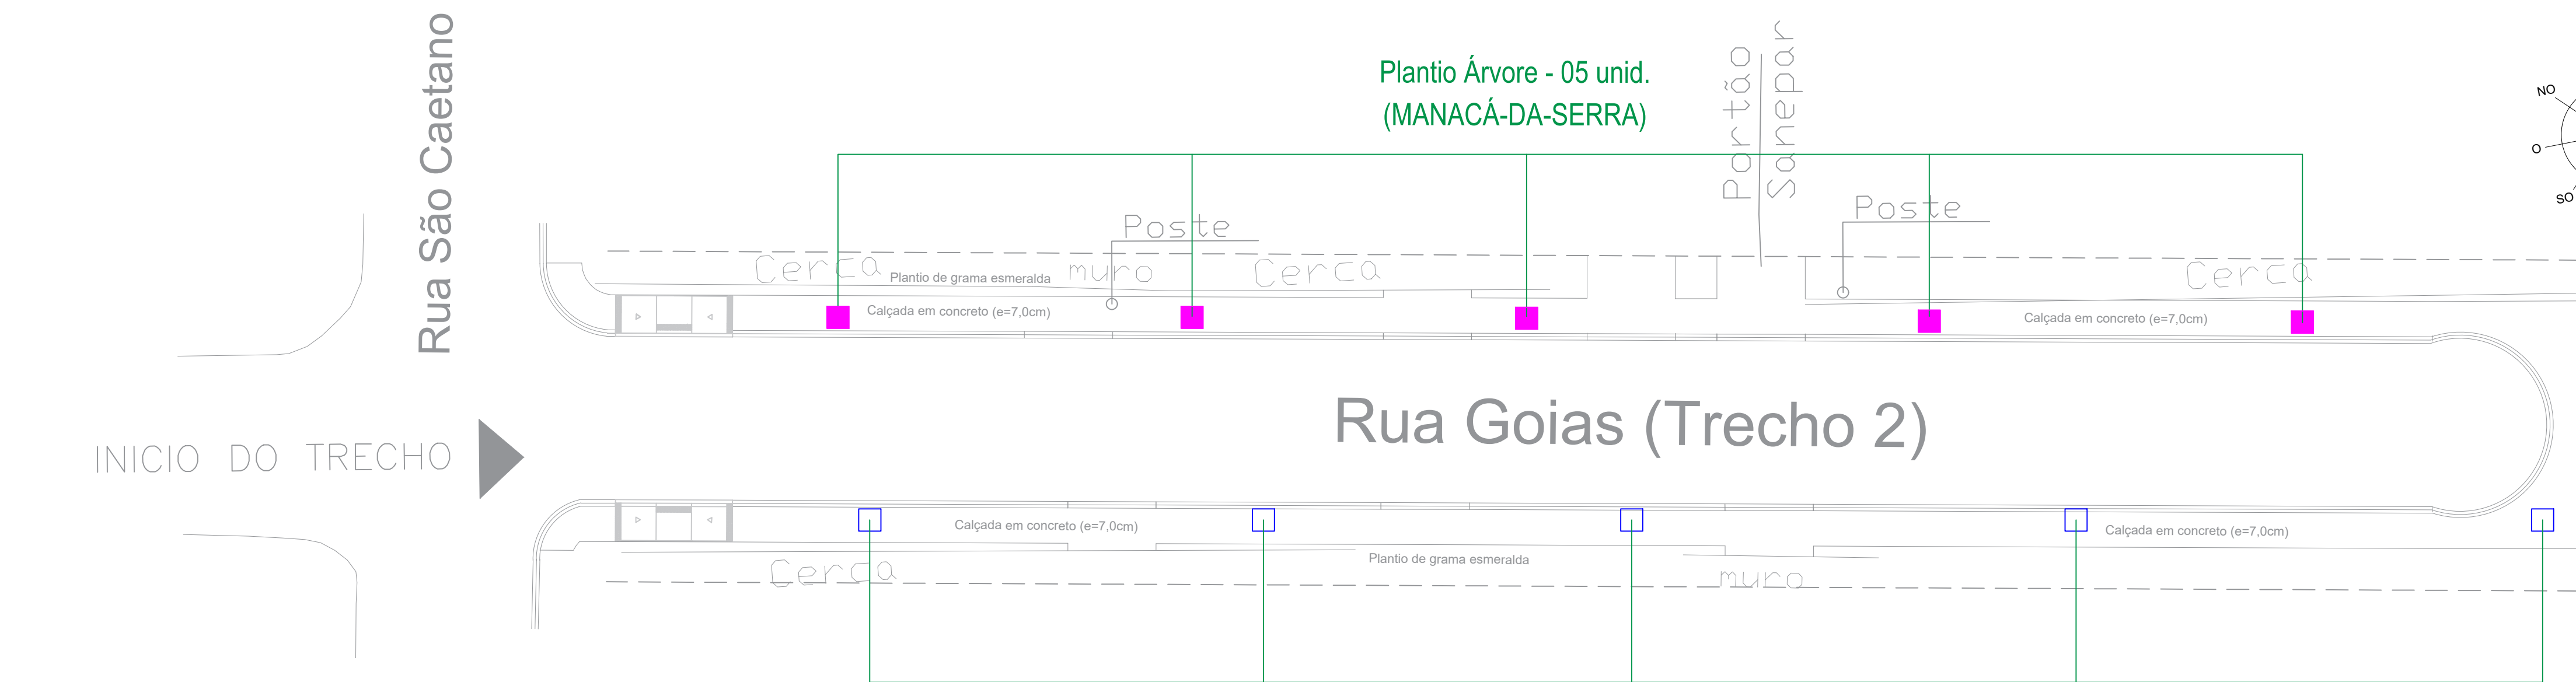 Rua São Caetano
Plantio Árvore - 05 unid.
(MANACÁ-DA-SERRA)
Portão
Sanepar
NO
O
SO
Poste
Poste
Cerca
Plantio de grama esmeralda
muro
Cerca
Cerca
Calçada em concreto (e=7,0cm)
Calçada em concreto (e=7,0cm)
Rua Goias (Trecho 2)
INICIO DO TRECHO
Calçada em concreto (e=7,0cm)
Calçada em concreto (e=7,0cm)
Plantio de grama esmeralda
Cerca
muro